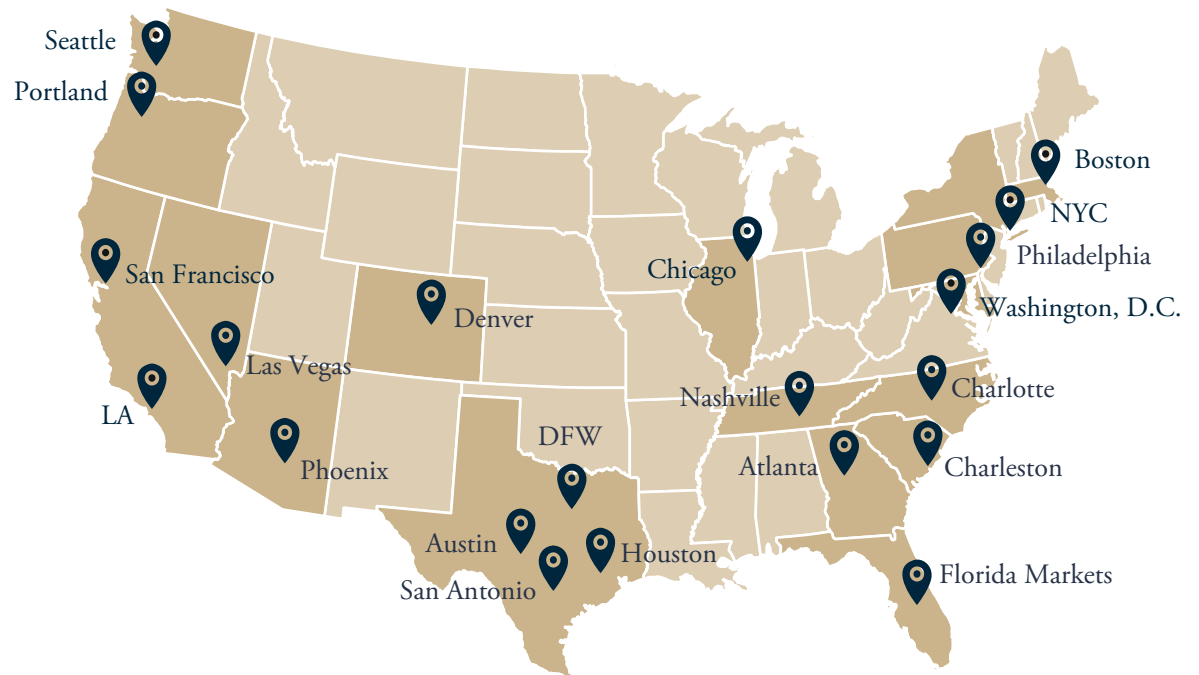 Seattle
Portland
Boston
NYC
Philadelphia
San Francisco
Chicago
Washington, D.C.
Denver
Las Vegas
Nashville
Charlotte
LA
DFW
Atlanta
Charleston
Phoenix
Austin
Houston
Florida Markets
San Antonio